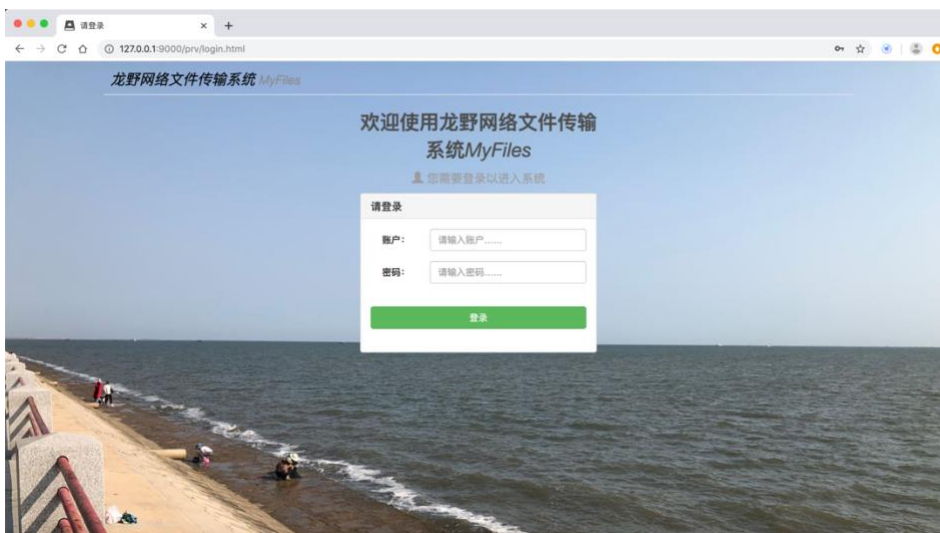 请登录
127.0.0.1:9000/prv/login.html
龙野网络文件传输系统 MyFiles
欢迎使用龙野网络文件传输
系统MyFiles
您需要登录以进入系统
请登录
账户: 请输入账户......
密码: 请输入密码......
登录